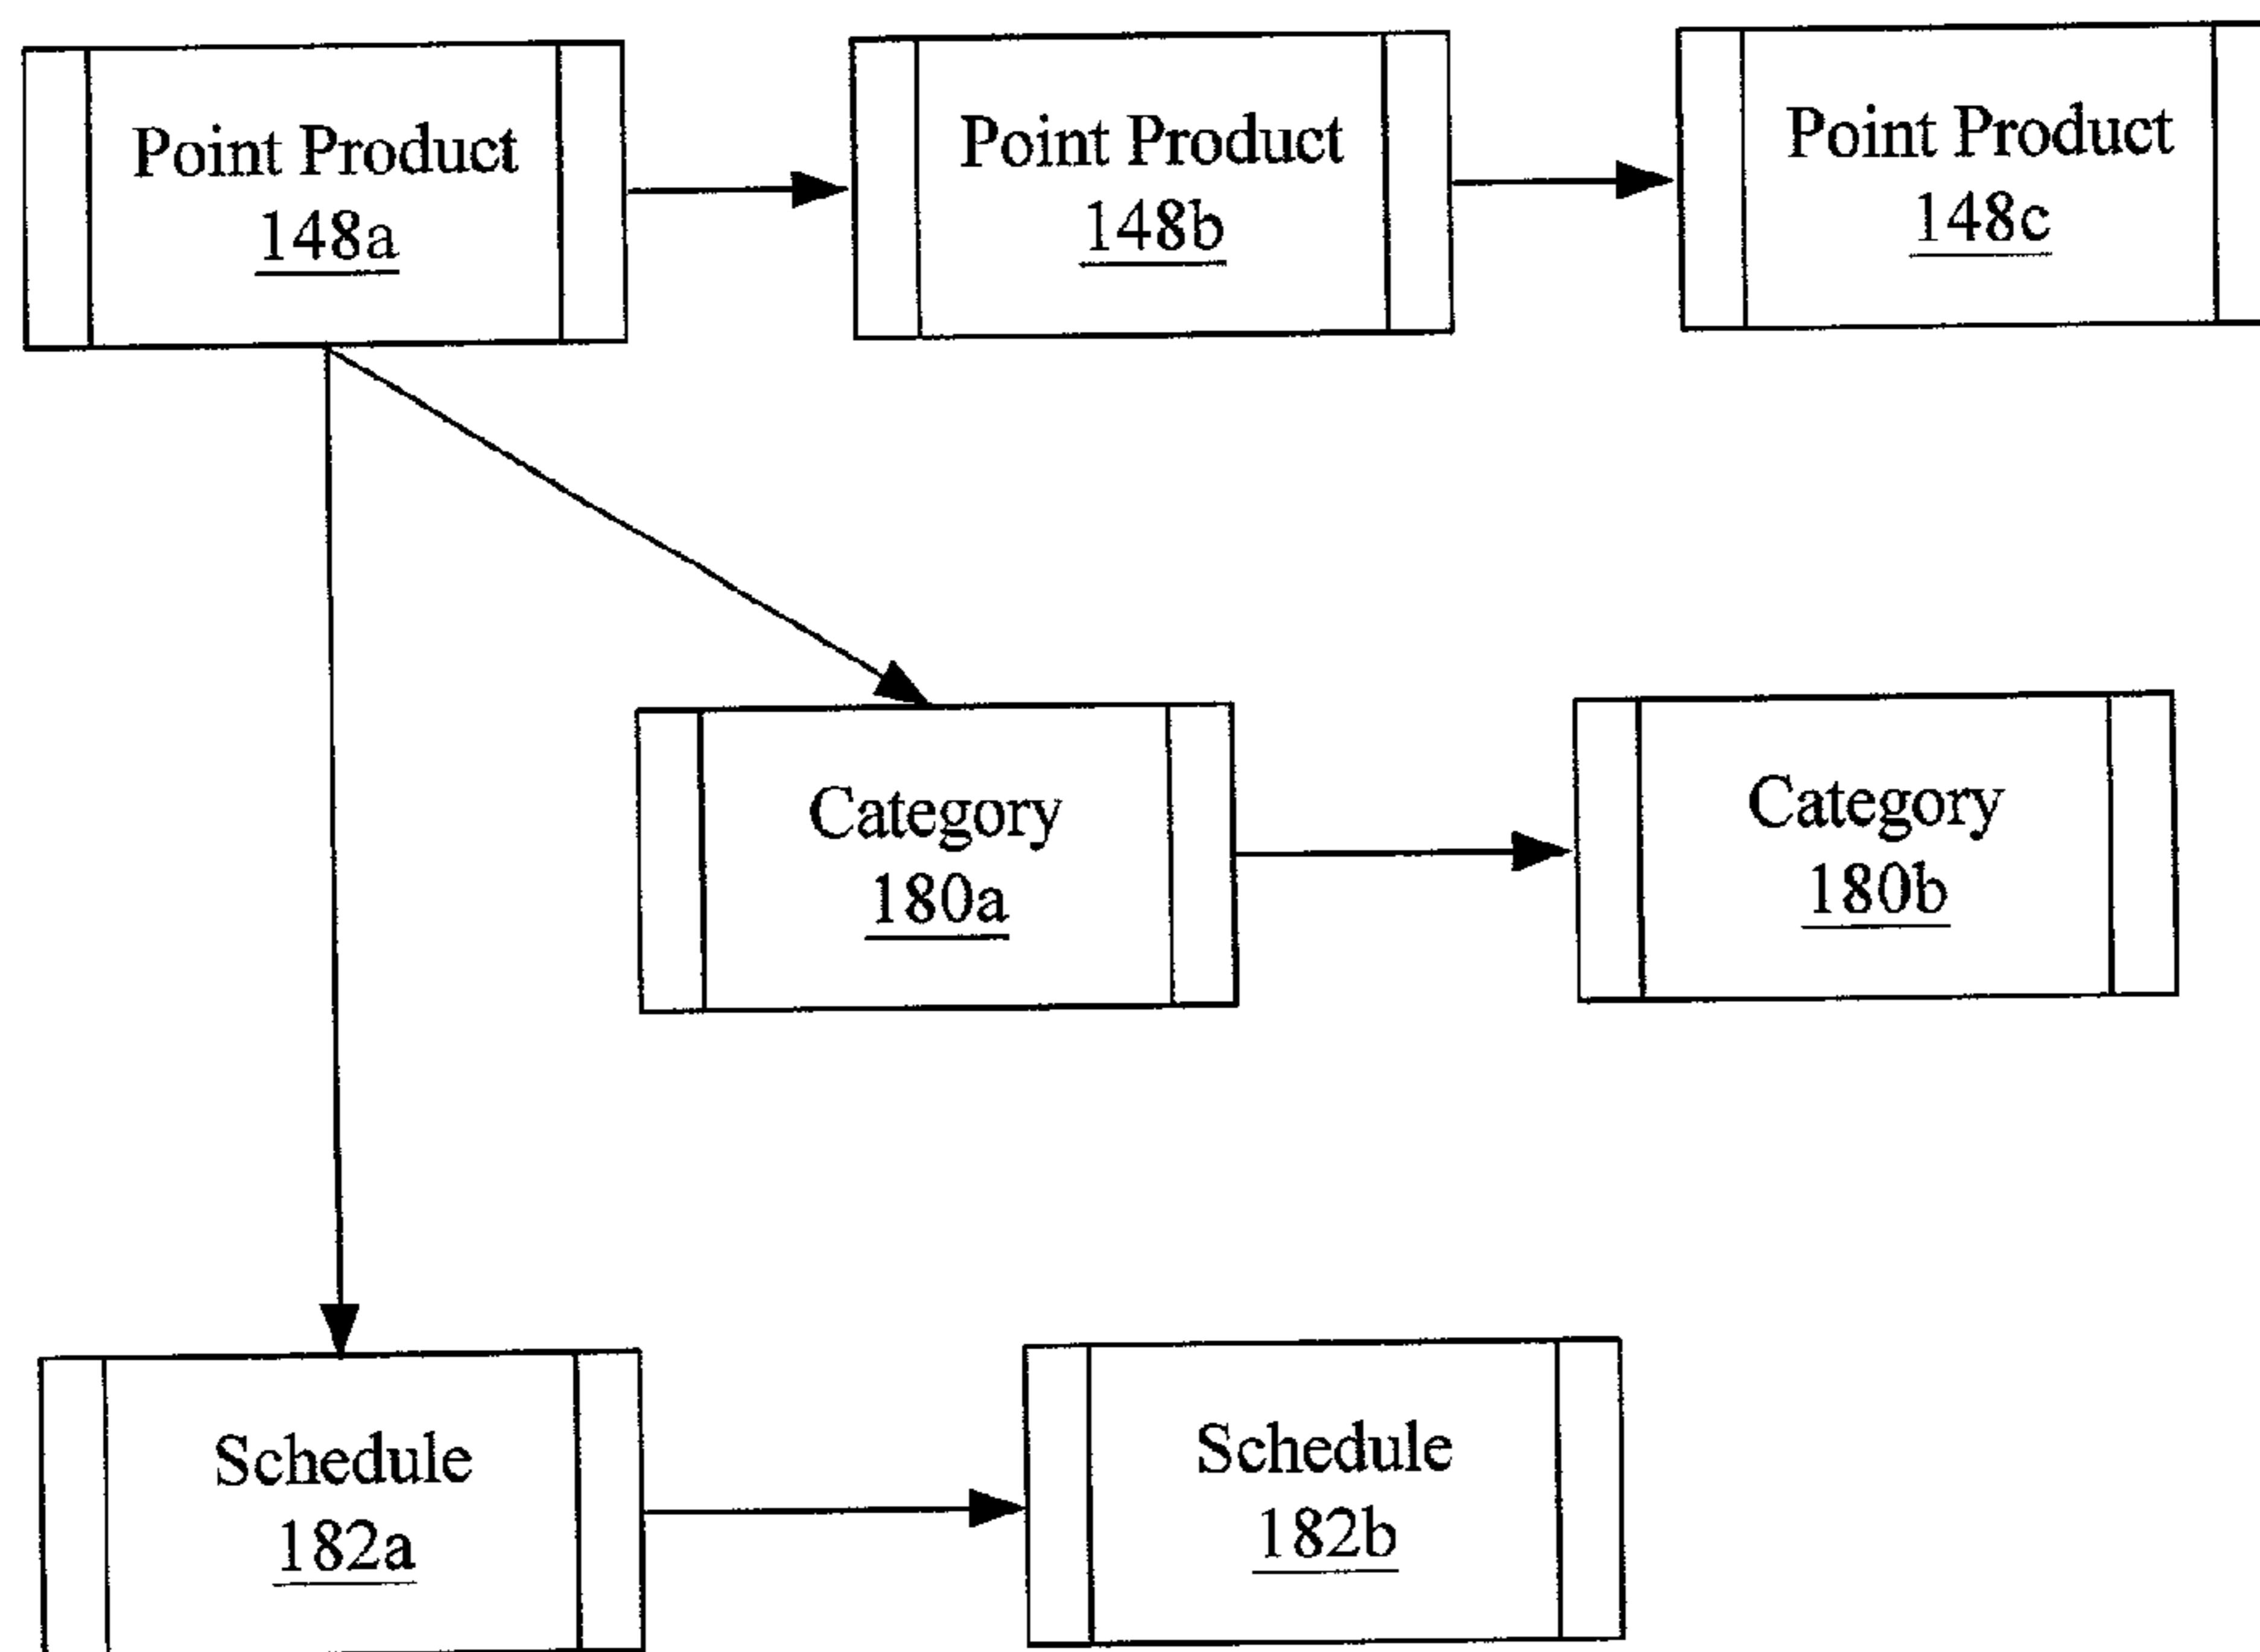 Point Product
148a
Point Product
148b
Point Product
148c
Category
180a
Category
180b
Schedule
182a
Schedule
182b